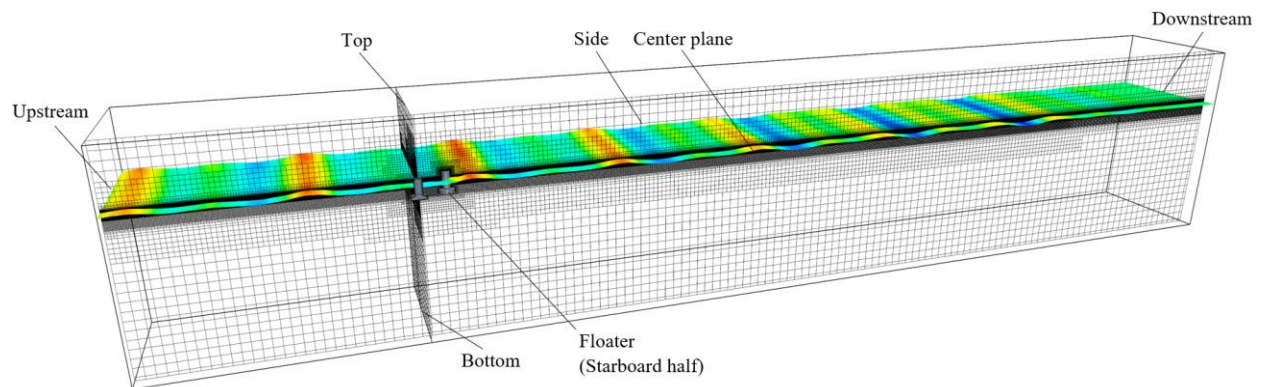 Downstream
Top
Side
Center plane
Upstream
Floater
(Starboard half)
Bottom